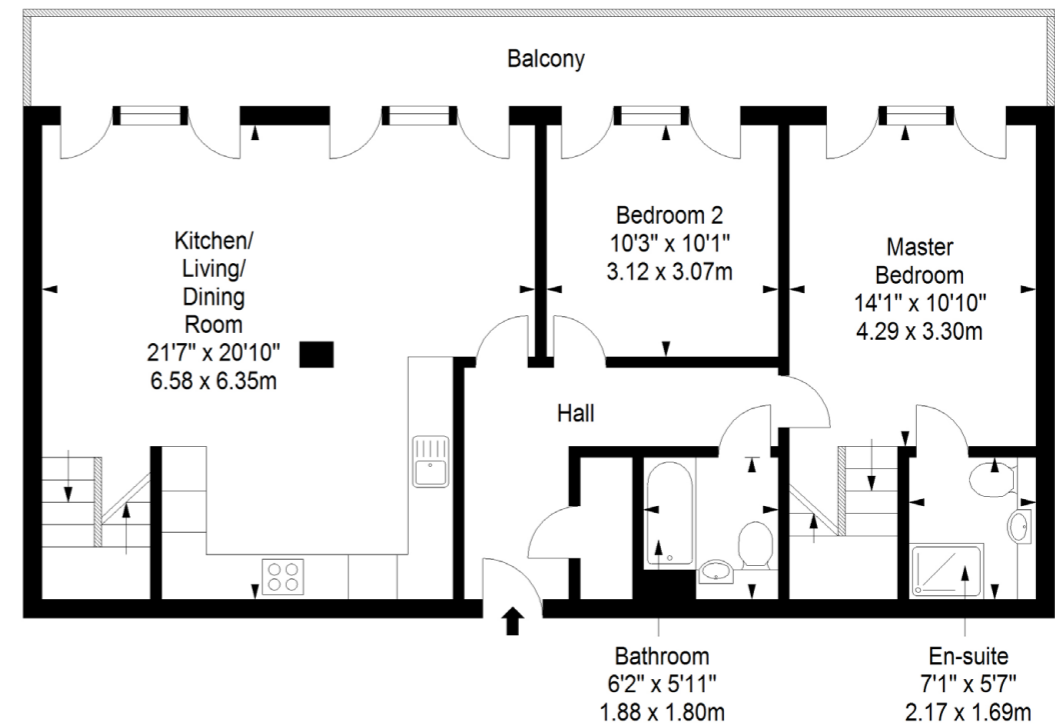 Balcony
Kitchen/
Living/
Dining
Room
21'7" x 20'10"
6.58 x 6.35m
Bedroom 2
10'3" x 10'1"
3.12 x 3.07m
Master
Bedroom
14'1" x 10'10"
4.29 x 3.30m
Hall
Bathroom
6'2" x 5'11"
1.88 x 1.80m
En-suite
7'1" x 5'7"
2.17 x 1.69m